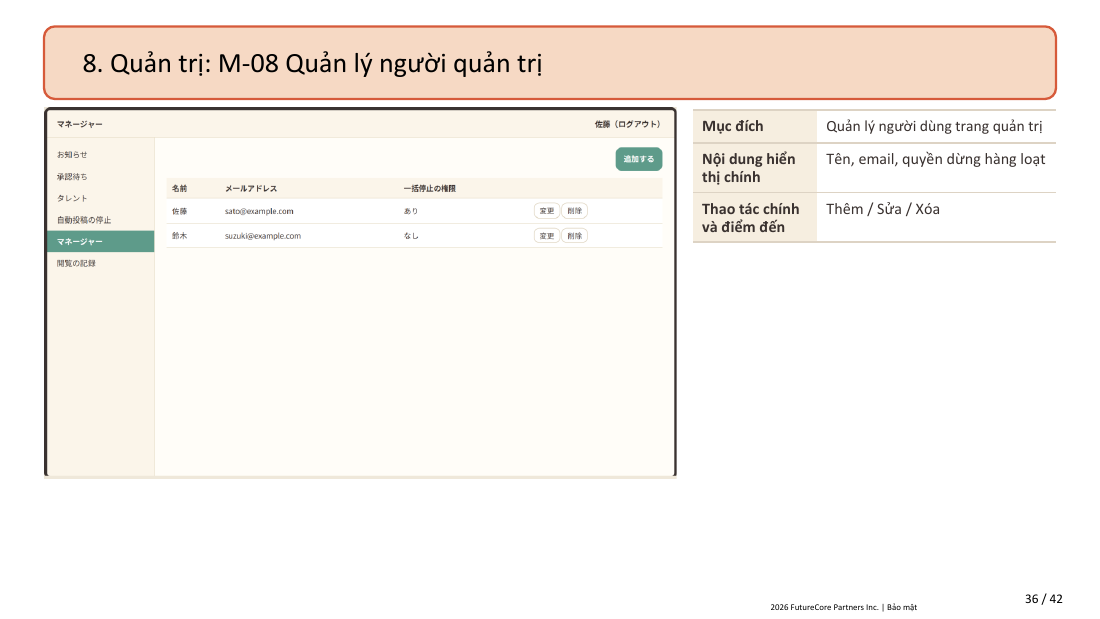 8. Quản trị: M-08 Quản lý người quản trị
マネージャー
佐藤（ログアウト）
お知らせ
承認待ち
タレント
自動投稿の停止
マネージャー
閲覧の記録
追加する
名前 メールアドレス 一括停止の権限
佐藤 sato@example.com あり 変更 削除
鈴木 suzuki@example.com なし 変更 削除
Mục đích Quản lý người dùng trang quản trị
Nội dung hiển
thị chính
Tên, email, quyền dừng hàng loạt
Thao tác chính
và điểm đến
Thêm / Sửa / Xóa
2026 FutureCore Partners Inc. | Bảo mật
36 / 42